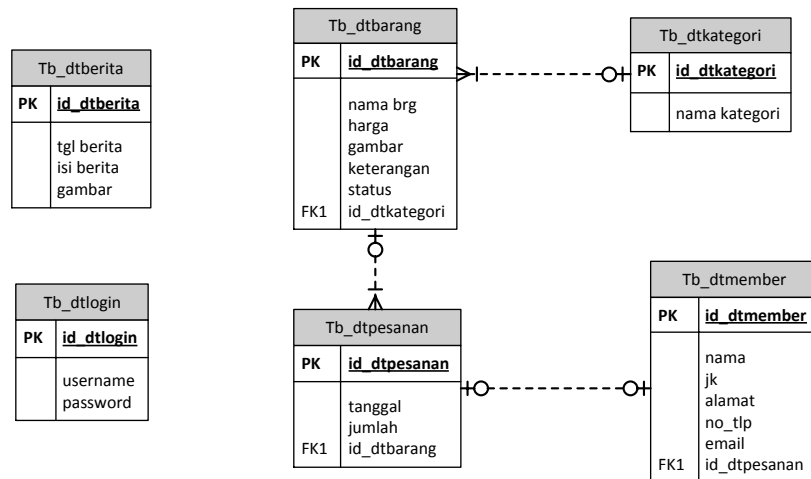 Tb_dtberita
PK id_dtberita
tgl berita
isi berita
gambar
Tb_dtbarang
PK id_dtbarang
nama brg
harga
gambar
keterangan
status
FK1 id_dtkategori
Tb_dtkategori
PK id_dtkategori
nama kategori
Tb_dtlogin
PK id_dtlogin
username
password
Tb_dtpesanan
PK id_dtpesanan
tanggal
jumlah
FK1 id_dtbarang
Tb_dtmember
PK id_dtmember
nama
jk
alamat
no_tlp
email
FK1 id_dtpesanan